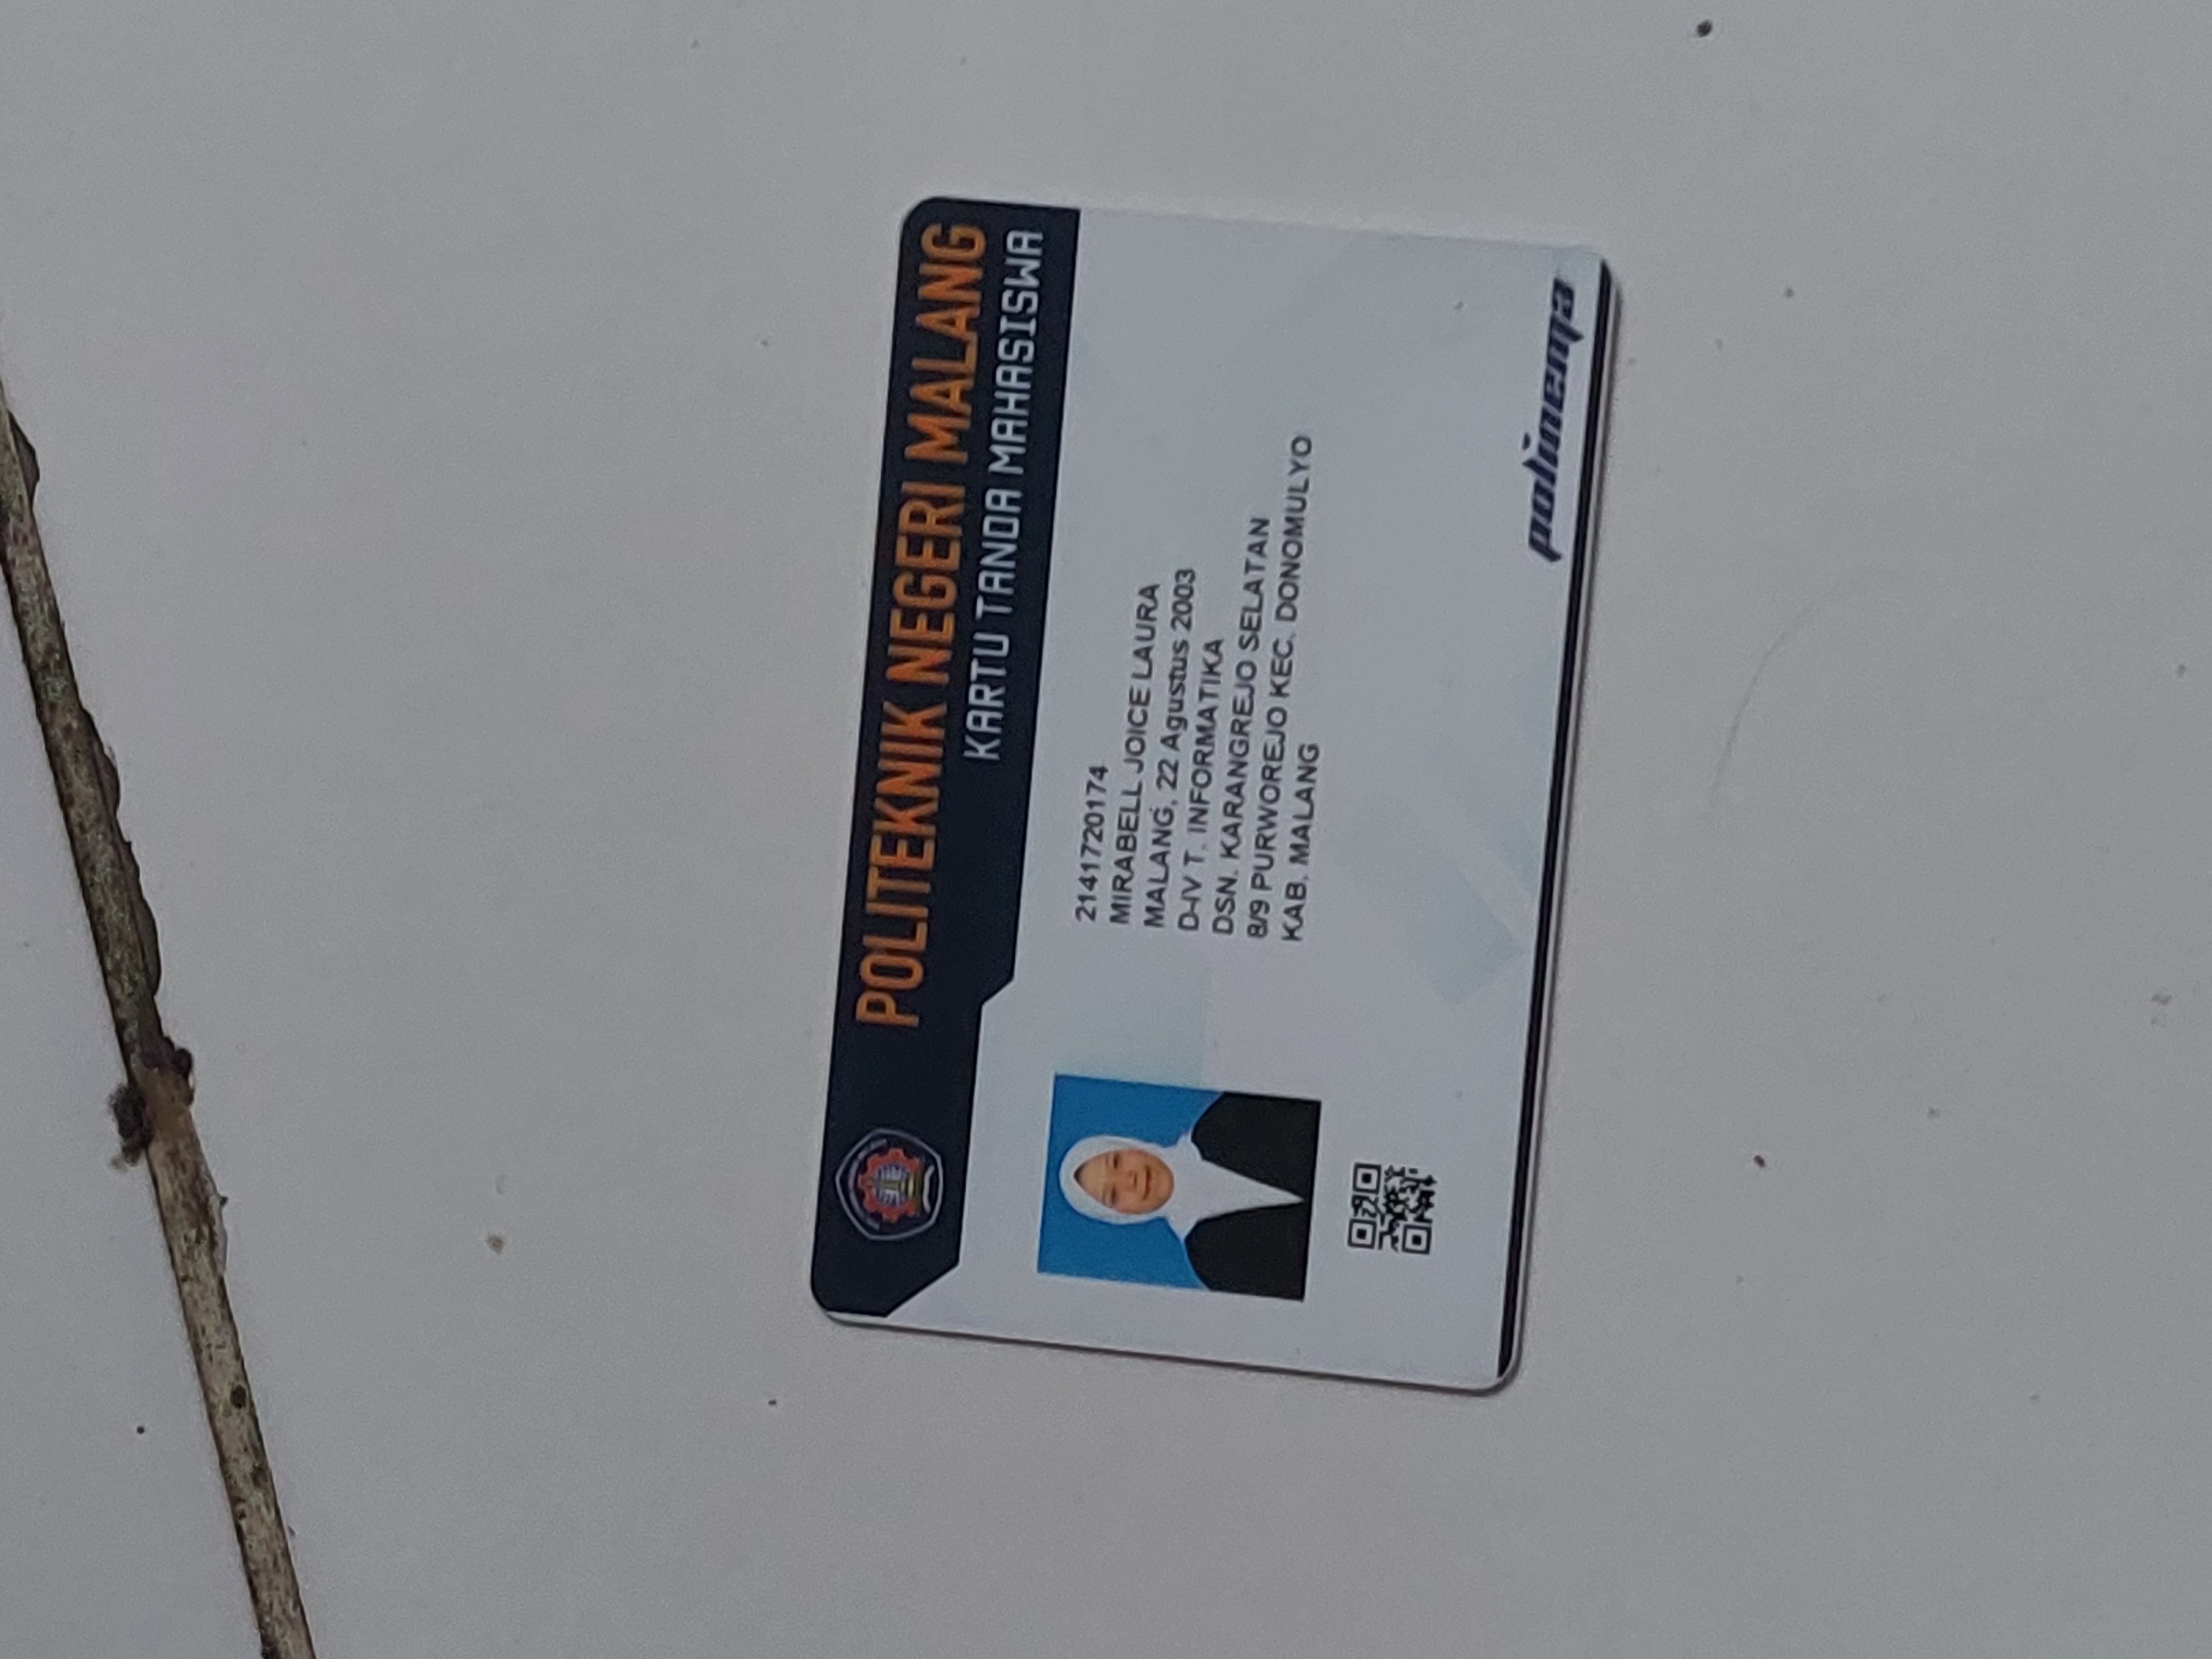 POLITEKNIK NEGERI MALANG
KARTU TANDA MAHASISWA
2141720174
MIRABELL JOICE LAURA
MALANG, 22 Agustus 2003
D-IV T. INFORMATIKA
DSN. KARANGREJO SELATAN
8/9 PURWOREJO KEC. DONOMULYO
KAB. MALANG
polinema